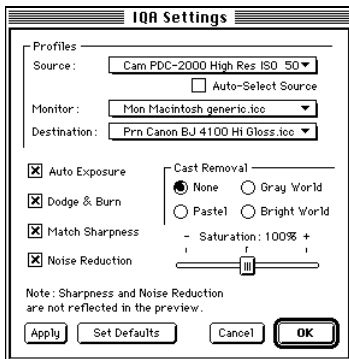 IQA Settings
Profiles
Source: Cam PDC-2000 High Res ISO 50
Auto-Select Source
Monitor: Mon Macintosh generic.icc
Destination: Prn Canon BJ 4100 Hi Gloss.icc
Auto Exposure
Dodge & Burn
Match Sharpness
Noise Reduction
Cast Removal
None Gray World
Pastel Bright World
- Saturation: 100% +
Note: Sharpness and Noise Reduction
are not reflected in the preview.
Apply Set Defaults Cancel OK